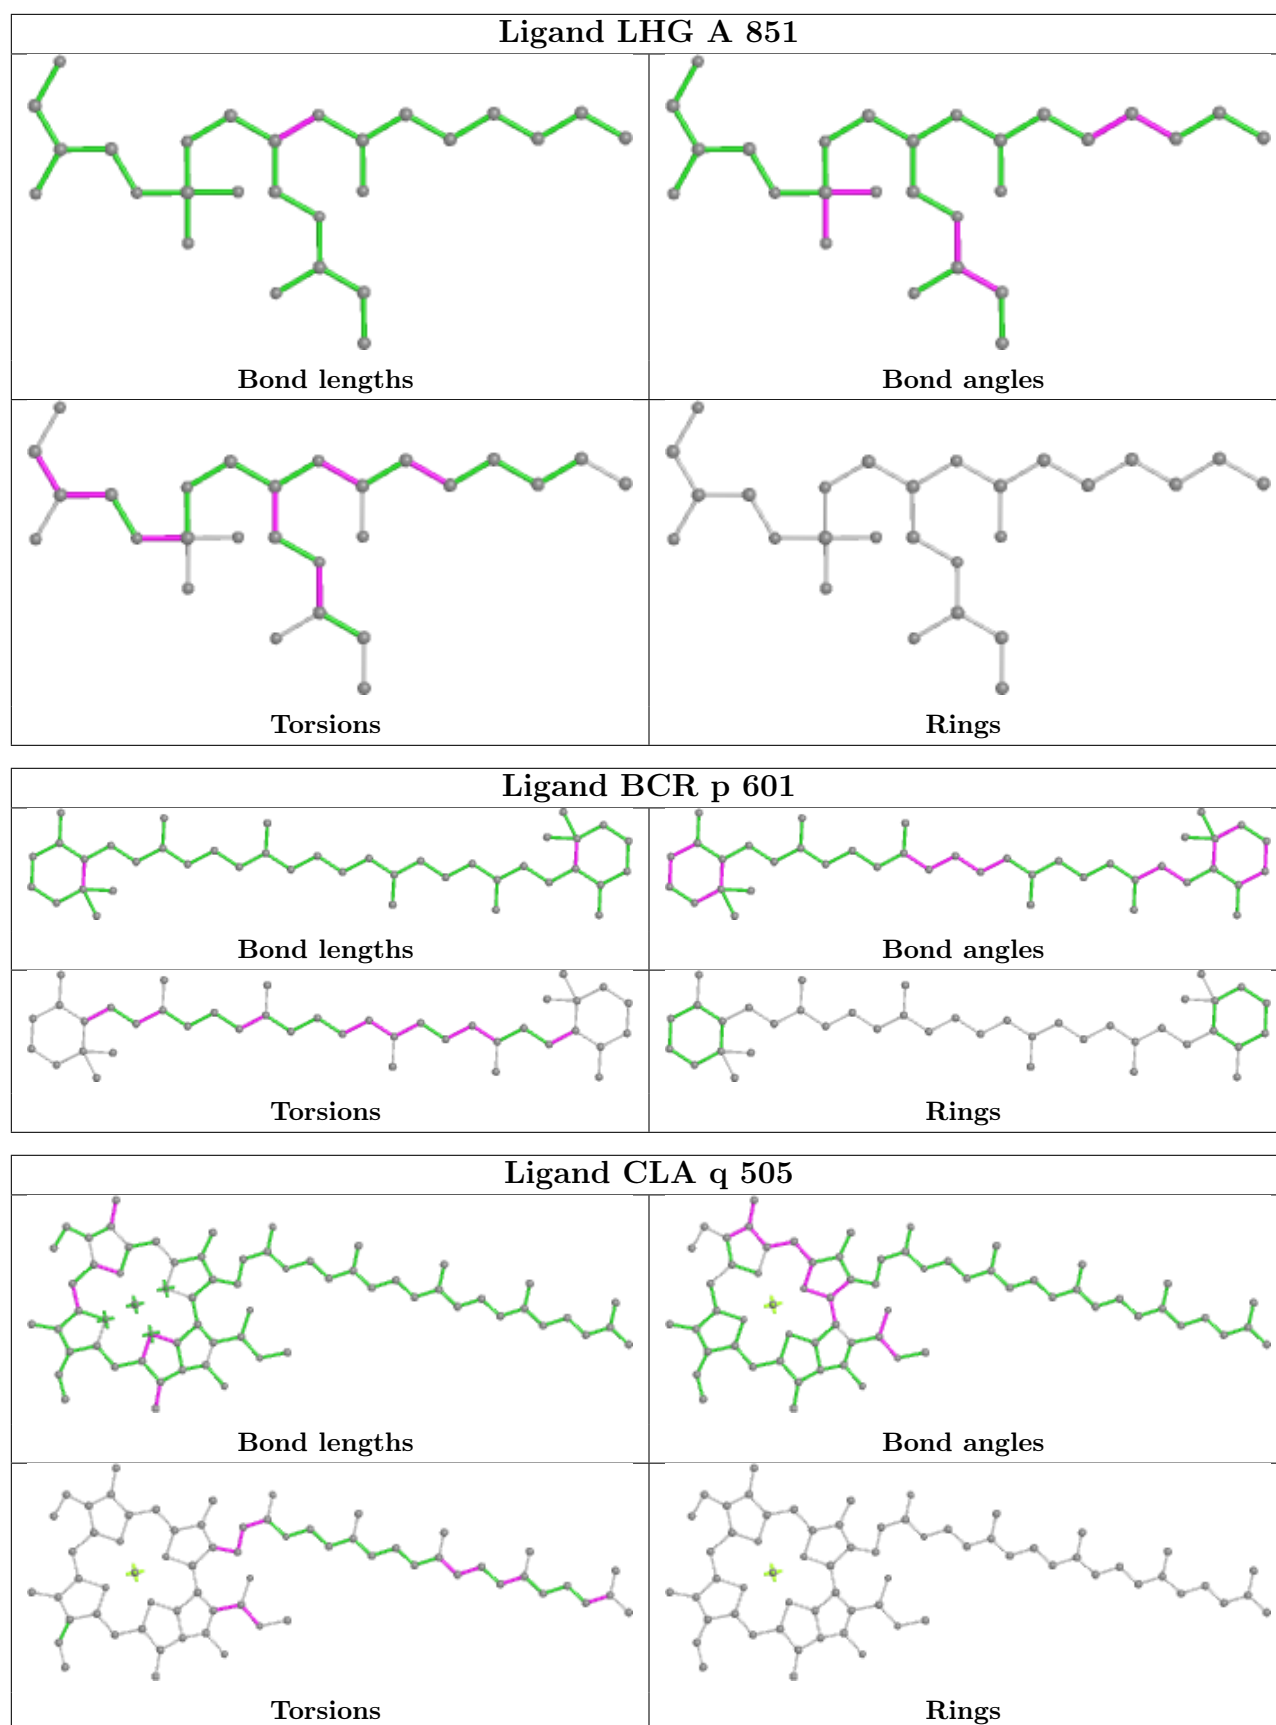 Ligand LHG A 851
Bond lengths
Bond angles
Torsions
Rings
Ligand BCR p 601
Bond lengths
Bond angles
Torsions
Rings
Ligand CLA q 505
Bond lengths
Bond angles
Torsions
Rings